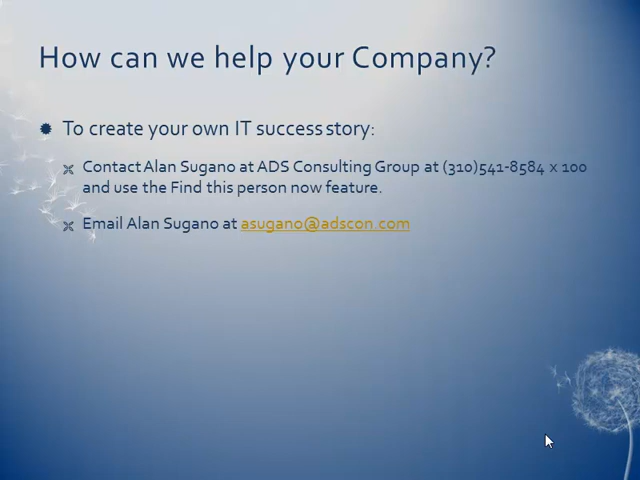 How can we help your Company?
To create your own IT success story:
Contact Alan Sugano at ADS Consulting Group at (310)541-8584 x 100
and use the Find this person now feature.
Email Alan Sugano at asugano@adscon.com